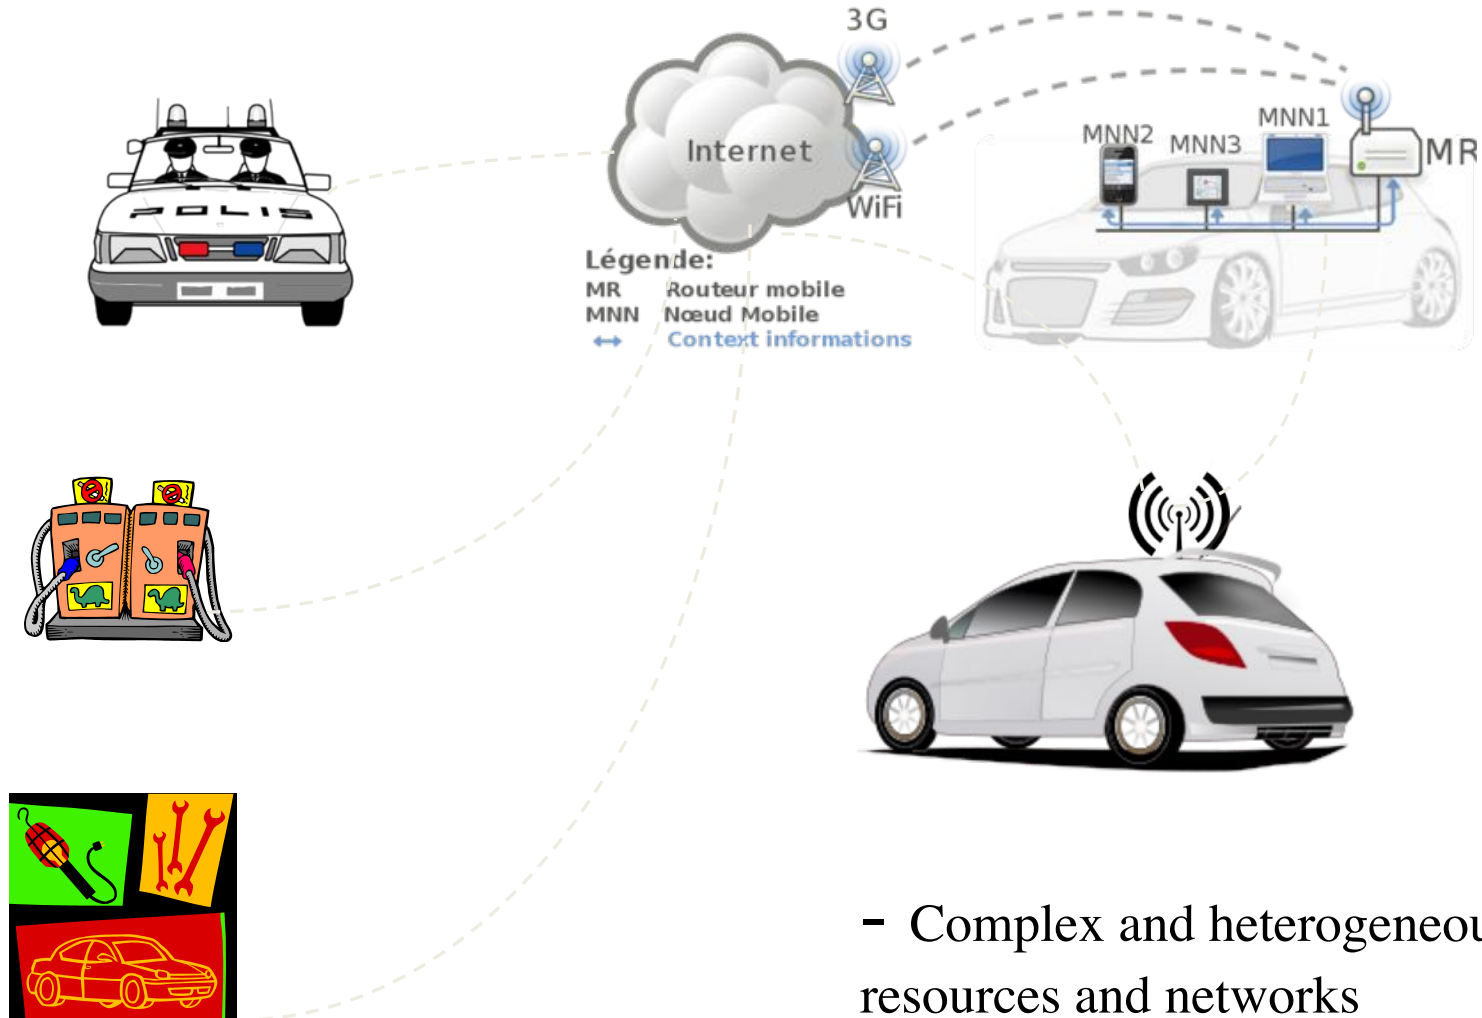 3G
Internet
WiFi
MNN2
MNN3
MNN1
MR
POLIS
Légende:
MR Routeur mobile
MNN Nœud Mobile
Context informations
- Complex and heterogeneou
resources and networks